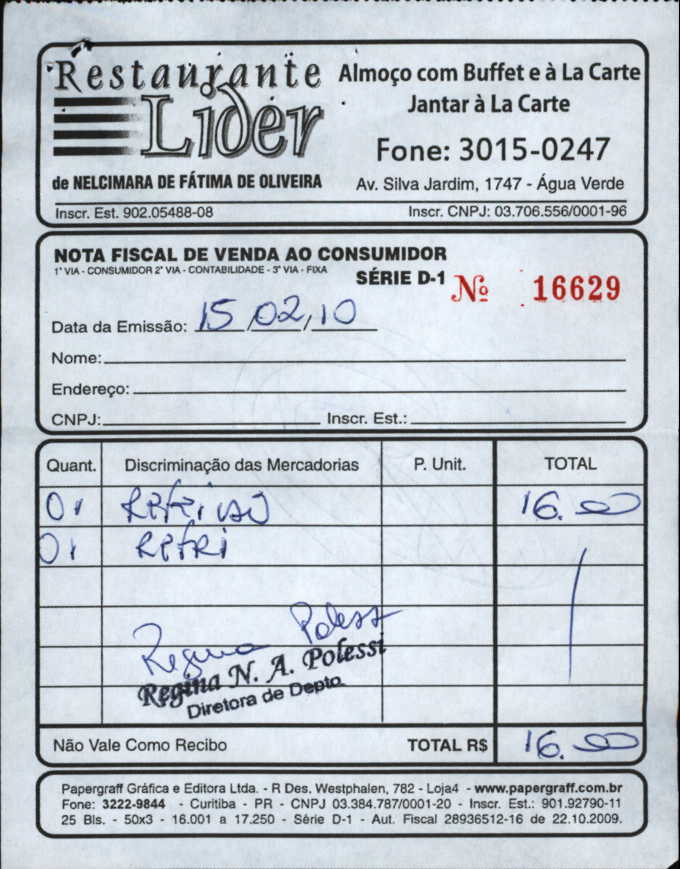 Restaurante
Lider
de NELCIMARA DE FÁTIMA DE OLIVEIRA
Almoço com Buffet e à La Carte
Jantar à La Carte
Fone: 3015-0247
Av. Silva Jardim, 1747 - Água Verde
Inscr. Est. 902.05488-08 Inscr. CNPJ: 03.706.556/0001-96
NOTA FISCAL DE VENDA AO CONSUMIDOR
1ª VIA - CONSUMIDOR 2ª VIA - CONTABILIDADE - 3ª VIA - FIXA
SÉRIE D-1 Nº 16629
Data da Emissão: 15/02/10
Nome:
Endereço:
CNPJ: Inscr. Est.:
Quant. Discriminação das Mercadorias P. Unit. TOTAL
01 16.00
01 REFRI
Regina Polessi
Regina N. A. Polessi
Diretora de Depto.
Não Vale Como Recibo TOTAL R$ 16.00
Papergraff Gráfica e Editora Ltda. - R Des. Westphalen, 782 - Loja4 - www.papergraff.com.br
Fone: 3222-9844 - Curitiba - PR - CNPJ 03.384.787/0001-20 - Inscr. Est.: 901.92790-11
25 Bls. - 50x3 - 16.001 a 17.250 - Série D-1 - Aut. Fiscal 28936512-16 de 22.10.2009.